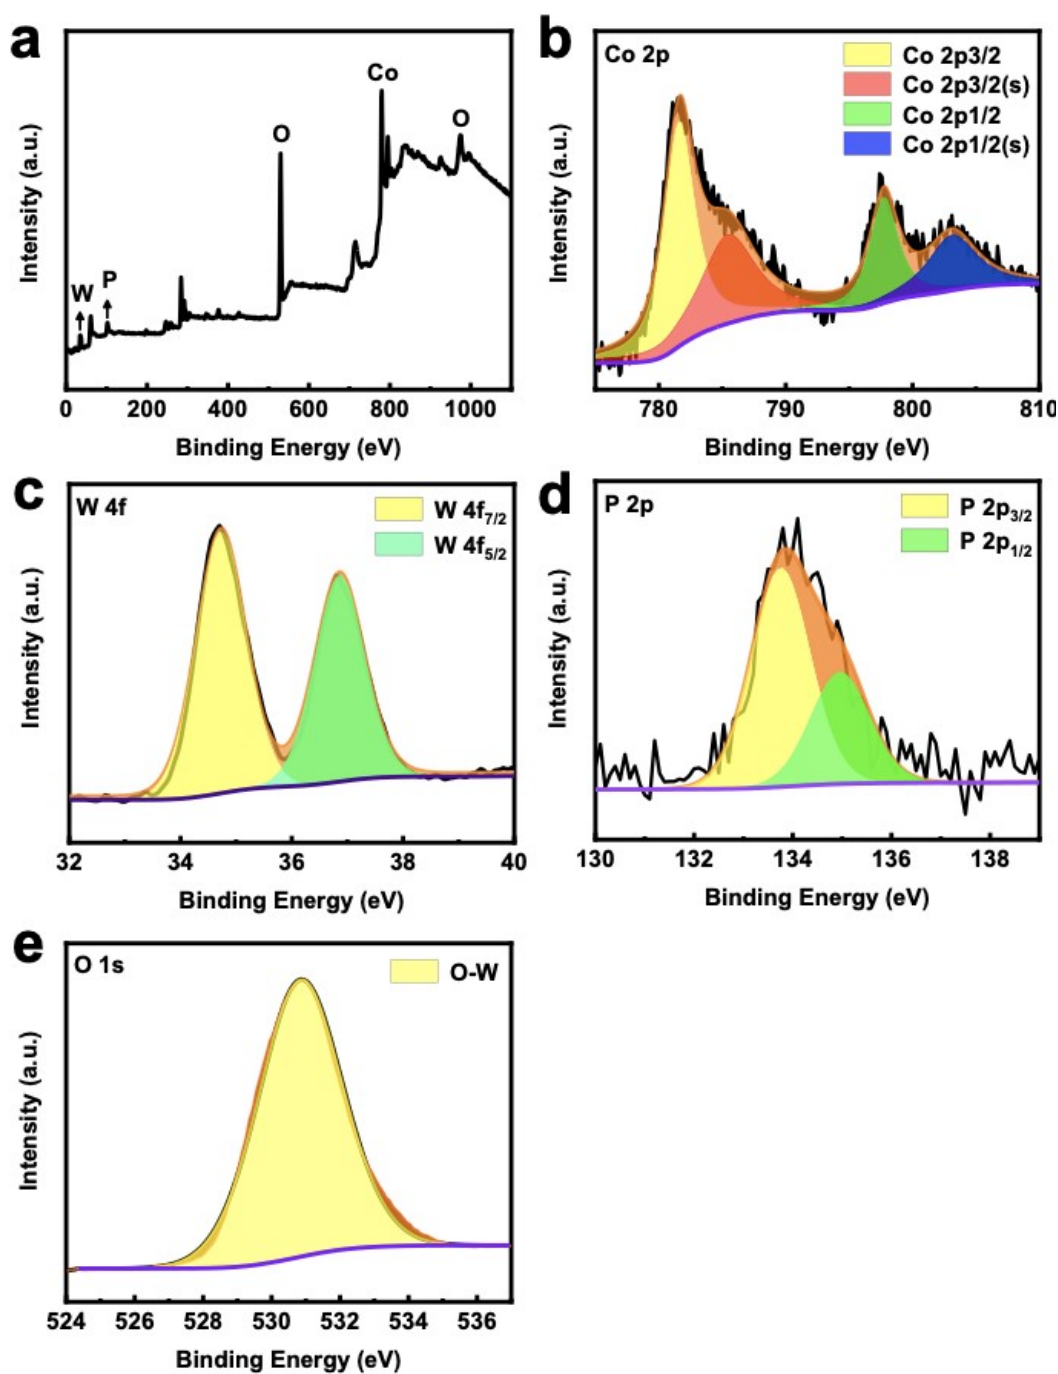 a
Co
O
O
W
P
Intensity (a.u.)
0 200 400 600 800 1000
Binding Energy (eV)
b
Co 2p
Co 2p3/2
Co 2p3/2(s)
Co 2p1/2
Co 2p1/2(s)
Intensity (a.u.)
780 790 800 810
Binding Energy (eV)
c
W 4f
W 4f7/2
W 4f5/2
Intensity (a.u.)
32 34 36 38 40
Binding Energy (eV)
d
P 2p
P 2p3/2
P 2p1/2
Intensity (a.u.)
130 132 134 136 138
Binding Energy (eV)
e
O 1s
O-W
Intensity (a.u.)
524 526 528 530 532 534 536
Binding Energy (eV)